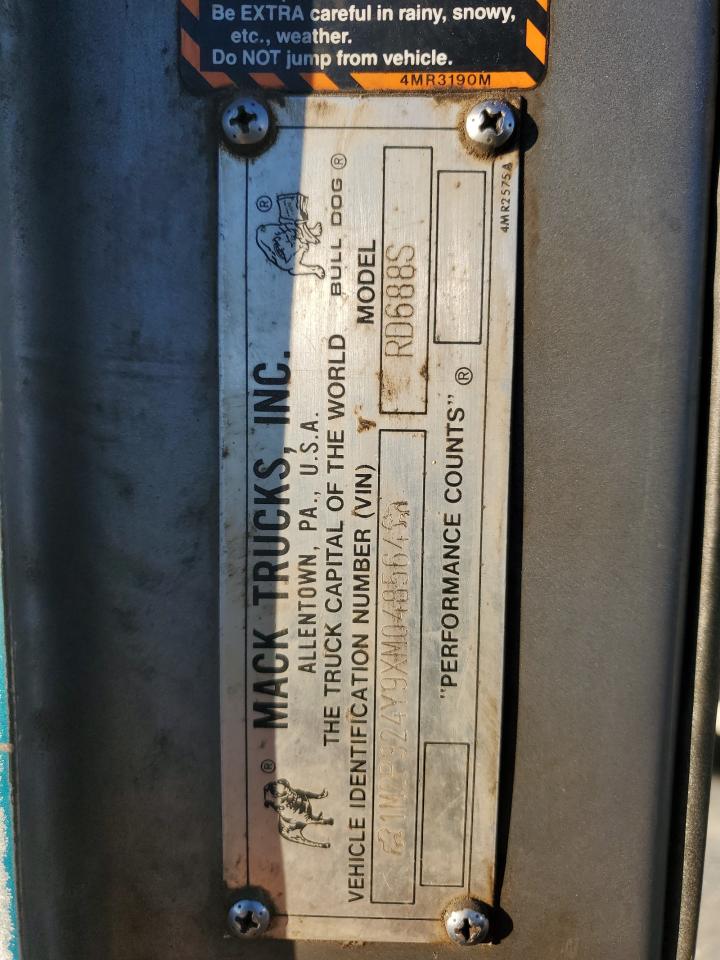 Be EXTRA careful in rainy, snowy,
etc., weather.
Do NOT jump from vehicle.
4MR3190M
4MR2575A
® ®
MACK TRUCKS, INC.
ALLENTOWN, PA., U.S.A.
THE TRUCK CAPITAL OF THE WORLD BULL DOG ®
VEHICLE IDENTIFICATION NUMBER (VIN) MODEL
1M2P324Y9XM048564 RD688S
"PERFORMANCE COUNTS" ®